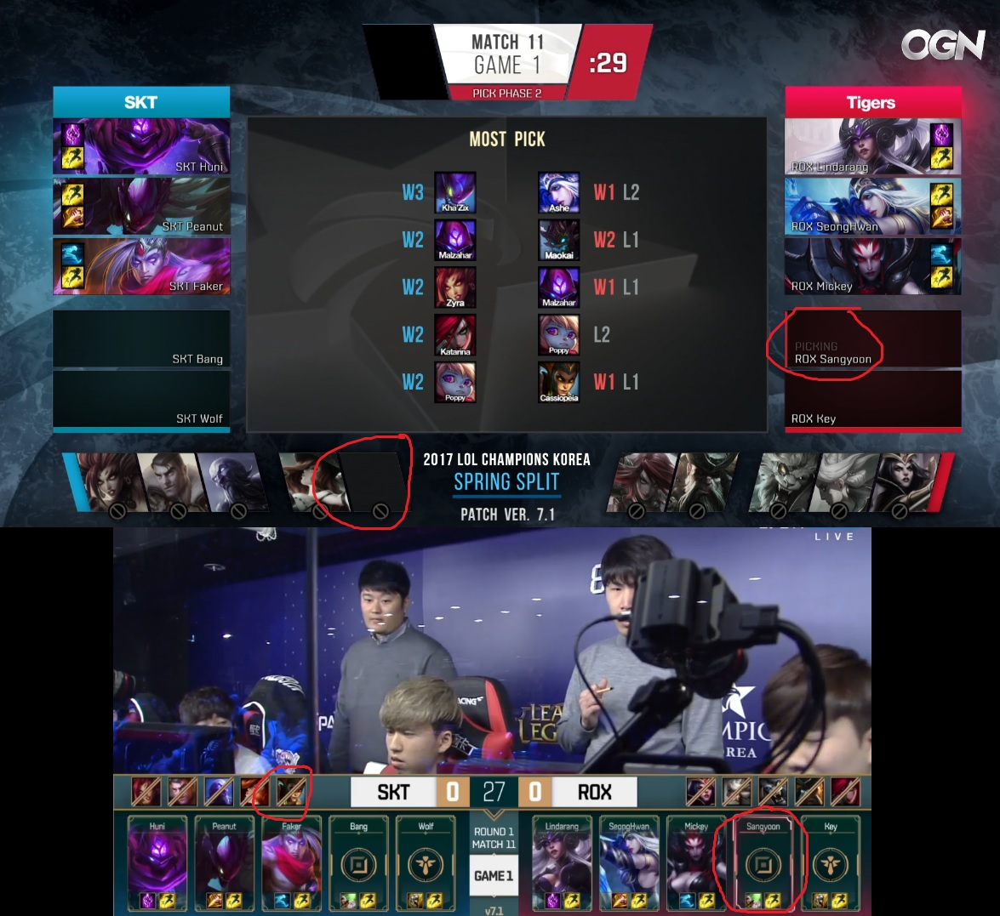 MATCH 11
GAME 1
:29
PICK PHASE 2
OGN
SKT
Tigers
SKT Huni
SKT Peanut
SKT Faker
SKT Bang
SKT Wolf
MOST PICK
W3 Kha'Zix Ashe W1 L2
W2 Malzahar Maokai W2 L1
W2 Zyra Malzahar W1 L1
W2 Katarina Poppy L2
W2 Poppy Cassiopeia W1 L1
ROX Lindarang
ROX SeongHwan
ROX Mickey
PICKING
ROX Sangyoon
ROX Key
2017 LOL CHAMPIONS KOREA
SPRING SPLIT
PATCH VER. 7.1
LIVE
LEA
LEG
MPIC
REA
SKT 0 27 0 ROX
Huni Peanut Faker Bang Wolf
ROUND 1
MATCH 11
GAME 1
v7.1
Lindarang SeongHwan Mickey Sangyoon Key